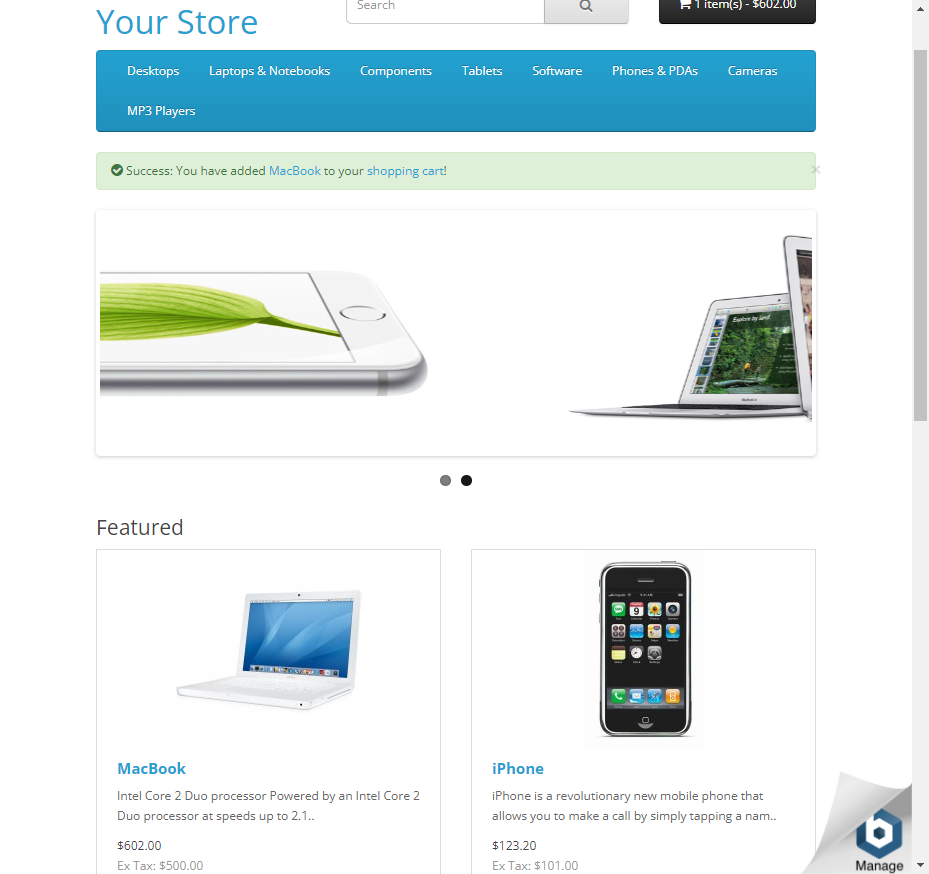 Your Store
Search
1 item(s) - $602.00
Desktops
Laptops & Notebooks
Components
Tablets
Software
Phones & PDAs
Cameras
MP3 Players
Success: You have added MacBook to your shopping cart!
×
Explore by land.
Featured
MacBook
Intel Core 2 Duo processor Powered by an Intel Core 2
Duo processor at speeds up to 2.1..
$602.00
Ex Tax: $500.00
iPhone
iPhone is a revolutionary new mobile phone that
allows you to make a call by simply tapping a nam..
$123.20
Ex Tax: $101.00
b
Manage